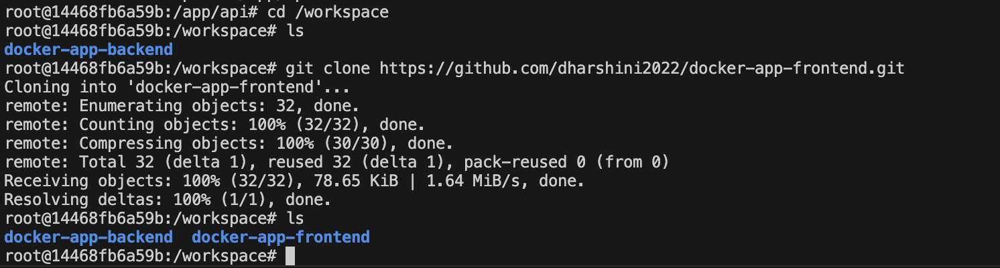 root@14468fb6a59b:/app/api# cd /workspace
root@14468fb6a59b:/workspace# ls
docker-app-backend
root@14468fb6a59b:/workspace# git clone https://github.com/dharshini2022/docker-app-frontend.git
Cloning into 'docker-app-frontend'...
remote: Enumerating objects: 32, done.
remote: Counting objects: 100% (32/32), done.
remote: Compressing objects: 100% (30/30), done.
remote: Total 32 (delta 1), reused 32 (delta 1), pack-reused 0 (from 0)
Receiving objects: 100% (32/32), 78.65 KiB | 1.64 MiB/s, done.
Resolving deltas: 100% (1/1), done.
root@14468fb6a59b:/workspace# ls
docker-app-backend  docker-app-frontend
root@14468fb6a59b:/workspace#